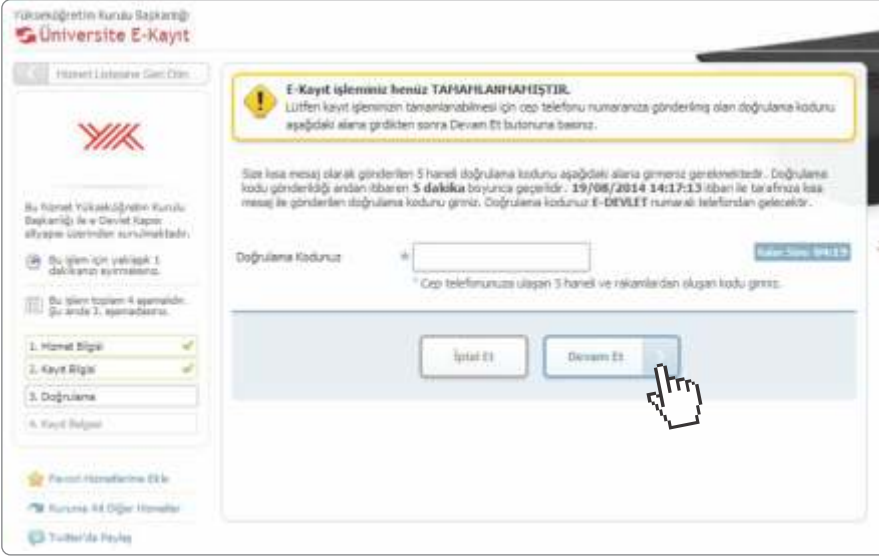 Yükseköğretim Kurulu Başkanlığı
Üniversite E-Kayıt
Hizmet Listesine Geri Dön
Bu hizmet Yükseköğretim Kurulu
Başkanlığı ile e-Devlet Kapısı
altyapısı üzerinden sunulmaktadır.
Bu işlem için yaklaşık 1
dakikanızı ayırmalısınız.
Bu işlem toplam 4 aşamalıdır.
Şu anda 3. aşamadasınız.
1. Hizmet Bilgisi
2. Kayıt Bilgisi
3. Doğrulama
4. Kayıt Belgesi
Favori Hizmetlerime Ekle
Kuruma Ait Diğer Hizmetler
Twitter'da Paylaş
E-Kayıt işleminiz henüz TAMAMLANMAMIŞTIR.
Lütfen kayıt işleminizin tamamlanabilmesi için cep telefonu numaranıza gönderilmiş olan doğrulama kodunu
aşağıdaki alana girdikten sonra Devam Et butonuna basınız.
Size kısa mesaj olarak gönderilen 5 haneli doğrulama kodunu aşağıdaki alana girmeniz gerekmektedir. Doğrulama
kodu gönderildiği andan itibaren 5 dakika boyunca geçerlidir. 19/08/2014 14:17:13 itibarı ile tarafınıza kısa
mesaj ile gönderilen doğrulama kodunu giriniz. Doğrulama kodunuz E-DEVLET numaralı telefondan gelecektir.
Doğrulama Kodunuz *
Kalan Süre: 04:19
* Cep telefonunuza ulaşan 5 haneli ve rakamlardan oluşan kodu giriniz.
İptal Et
Devam Et